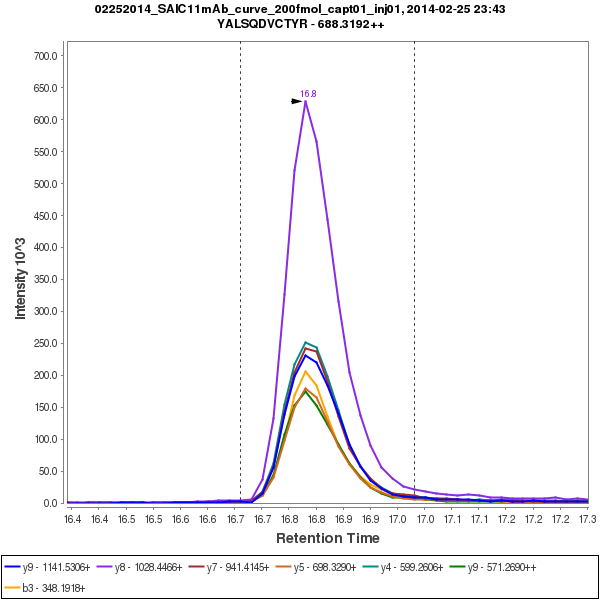 02252014_SAIC11mAb_curve_200fmol_capt01_inj01, 2014-02-25 23:43
YALSQDVCTYR - 688.3192++
700.0
650.0
600.0
550.0
500.0
450.0
400.0
350.0
300.0
250.0
200.0
150.0
100.0
50.0
0.0
Intensity 10^3
16.8
16.4 16.4 16.5 16.5 16.6 16.6 16.7 16.7 16.8 16.8 16.9 16.9 17.0 17.0 17.1 17.1 17.2 17.2 17.2 17.3
Retention Time
y9 - 1141.5306+ y8 - 1028.4466+ y7 - 941.4145+ y5 - 698.3290+ y4 - 599.2606+ y9 - 571.2690++
b3 - 348.1918+